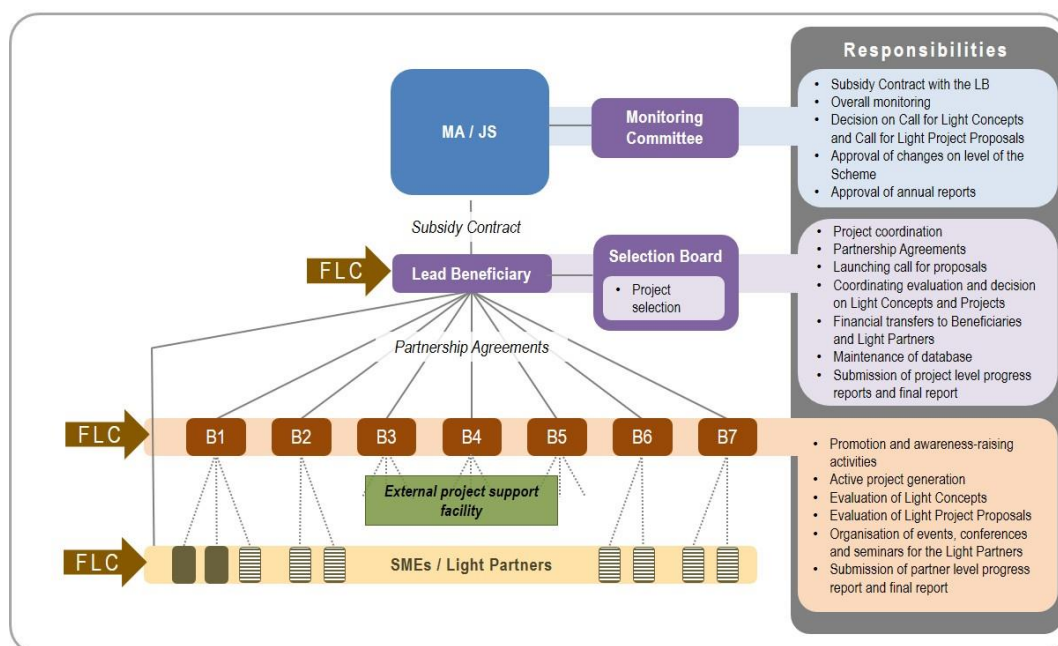 Responsibilities
MA / JS
Monitoring
Committee
• Subsidy Contract with the LB
• Overall monitoring
• Decision on Call for Light Concepts
and Call for Light Project Proposals
• Approval of changes on level of the
Scheme
• Approval of annual reports
Subsidy Contract
FLC
Lead Beneficiary
Selection Board
• Project
selection
• Project coordination
• Partnership Agreements
• Launching call for proposals
• Coordinating evaluation and decision
on Light Concepts and Projects
• Financial transfers to Beneficiaries
and Light Partners
• Maintenance of database
• Submission of project level progress
reports and final report
Partnership Agreements
FLC
B1
B2
B3
B4
B5
B6
B7
External project support
facility
• Promotion and awareness-raising
activities
• Active project generation
• Evaluation of Light Concepts
• Evaluation of Light Project Proposals
• Organisation of events, conferences
and seminars for the Light Partners
• Submission of partner level progress
report and final report
FLC
SMEs / Light Partners